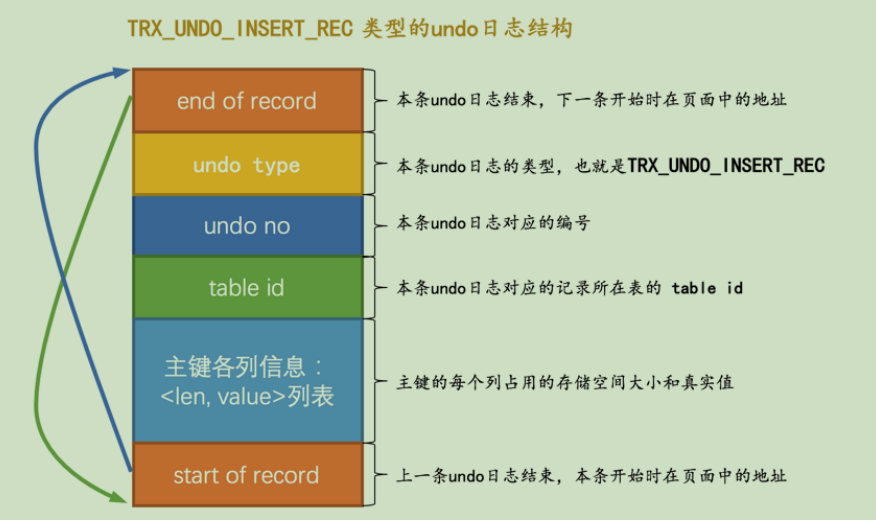 TRX_UNDO_INSERT_REC 类型的undo日志结构
end of record
本条undo日志结束，下一条开始时在页面中的地址
undo type
本条undo日志的类型，也就是TRX_UNDO_INSERT_REC
undo no
本条undo日志对应的编号
table id
本条undo日志对应的记录所在表的 table id
主键各列信息：
<len, value>列表
主键的每个列占用的存储空间大小和真实值
start of record
上一条undo日志结束，本条开始时在页面中的地址